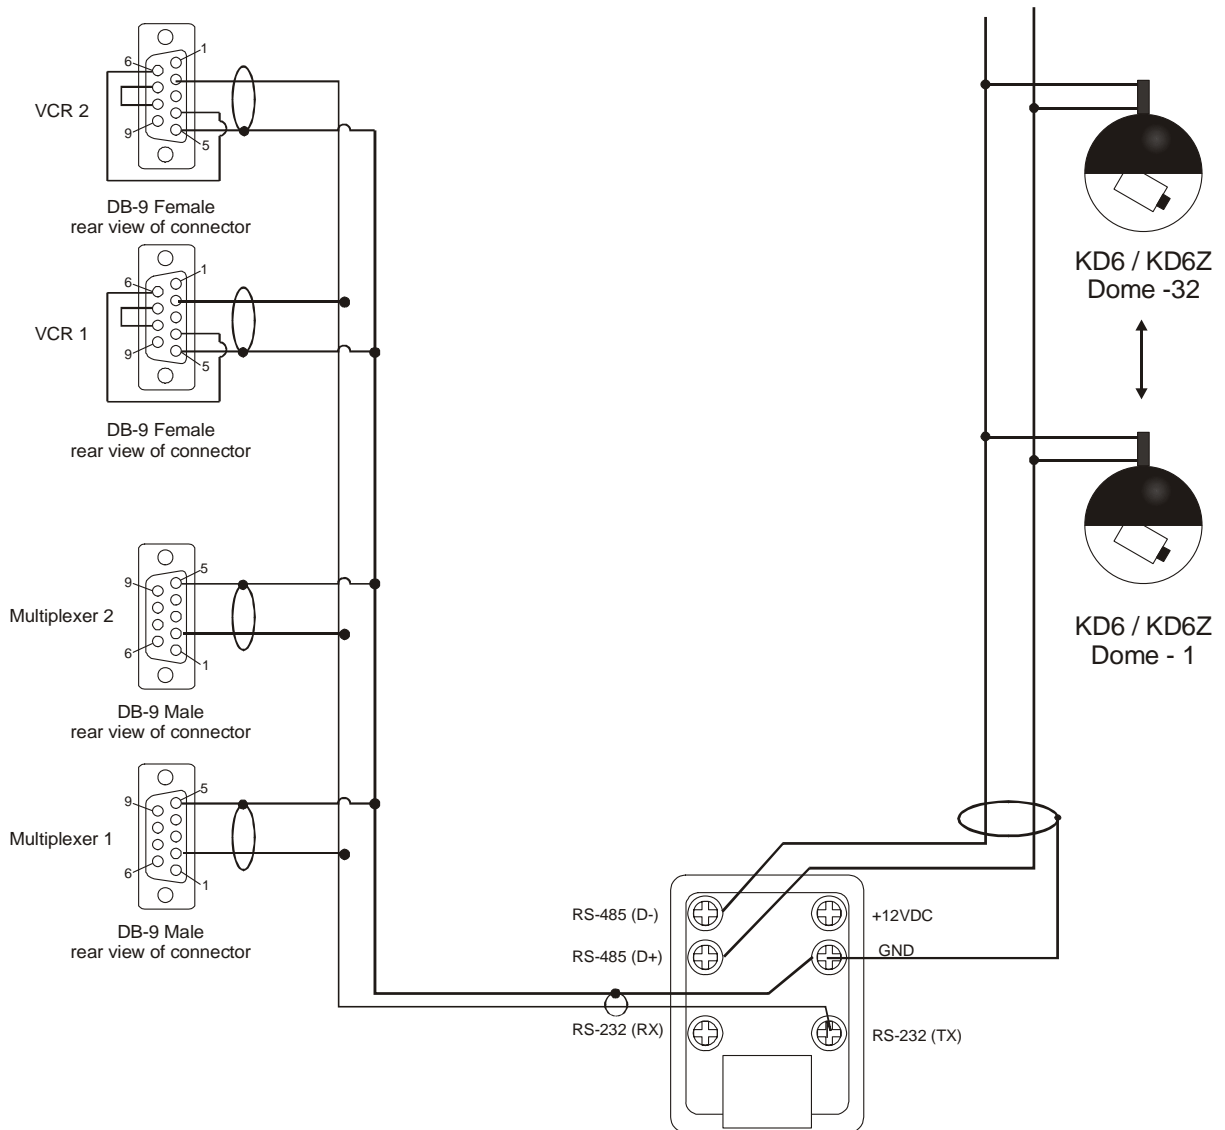 1
6
VCR 2
9
5
DB-9 Female
rear view of connector
1
6
VCR 1
9
5
DB-9 Female
rear view of connector
5
9
Multiplexer 2
6
1
DB-9 Male
rear view of connector
5
9
Multiplexer 1
6
1
DB-9 Male
rear view of connector
KD6 / KD6Z
Dome -32
KD6 / KD6Z
Dome - 1
RS-485 (D-)
+12VDC
RS-485 (D+)
GND
RS-232 (RX)
RS-232 (TX)